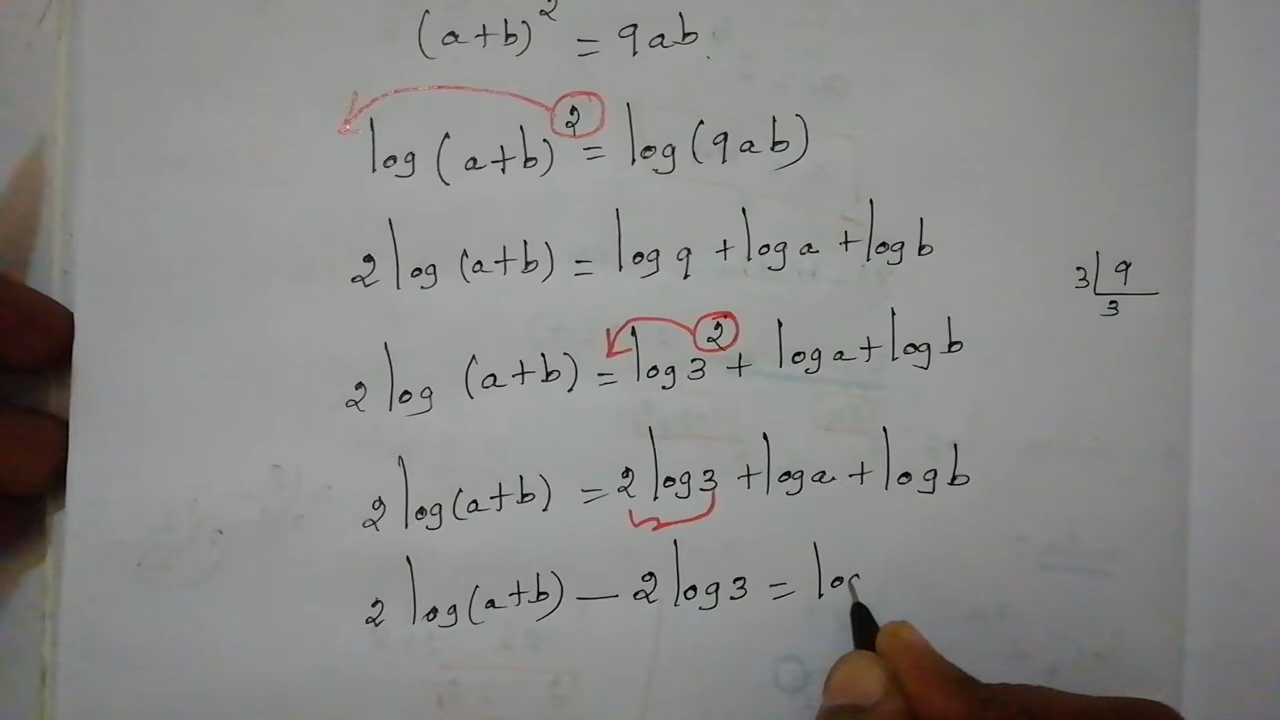 (a+b)² = 9ab.
log(a+b)² = log(9ab)
2 log(a+b) = log 9 + log a + log b
3 9
3
2 log (a+b) = log 3² + log a + log b
2 log(a+b) = 2 log 3 + log a + log b
2 log(a+b) – 2 log 3 = log